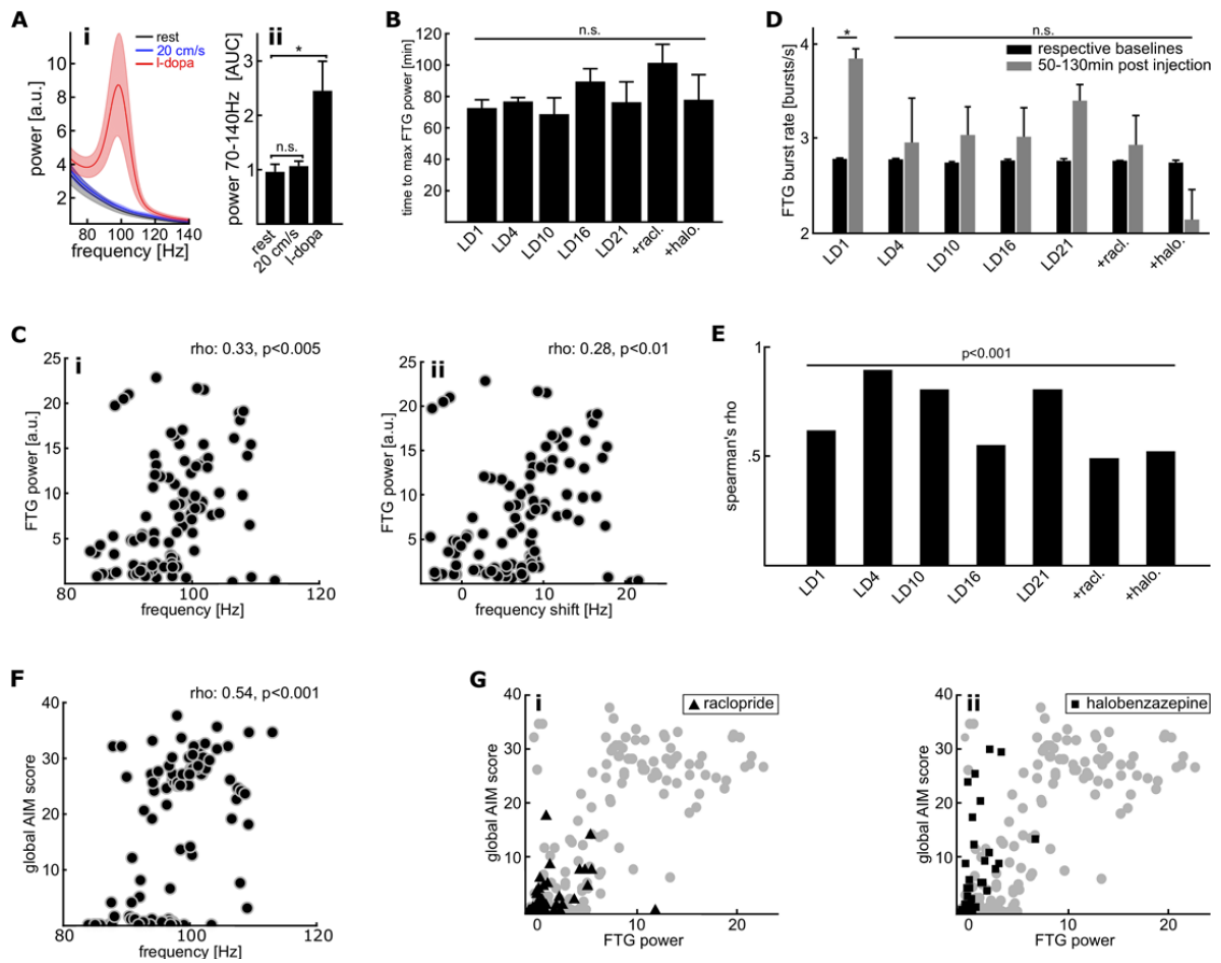 A
i
rest
20 cm/s
l-dopa
power [a.u.]
10
8
6
4
2
80 100 120 140
frequency [Hz]
ii
*
n.s.
power 70-140Hz [AUC]
3
2
1
rest
20 cm/s
l-dopa
B
n.s.
time to max FTG power [min]
120
100
80
60
40
20
0
LD1 LD4 LD10 LD16 LD21 +racl. +halo.
D
n.s.
*
respective baselines
50-130min post injection
FTG burst rate [bursts/s]
4
3
2
LD1 LD4 LD10 LD16 LD21 +racl. +halo.
C
i
rho: 0.33, p<0.005
FTG power [a.u.]
25
20
15
10
5
0
80 100 120
frequency [Hz]
ii
rho: 0.28, p<0.01
FTG power [a.u.]
25
20
15
10
5
0
0 10 20
frequency shift [Hz]
E
p<0.001
spearman's rho
1
.5
LD1 LD4 LD10 LD16 LD21 +racl. +halo.
F
rho: 0.54, p<0.001
global AIM score
40
30
20
10
80 100 120
frequency [Hz]
G
i
raclopride
global AIM score
40
30
20
10
0 10 20
FTG power
ii
halobenzazepine
global AIM score
40
30
20
10
0 10 20
FTG power